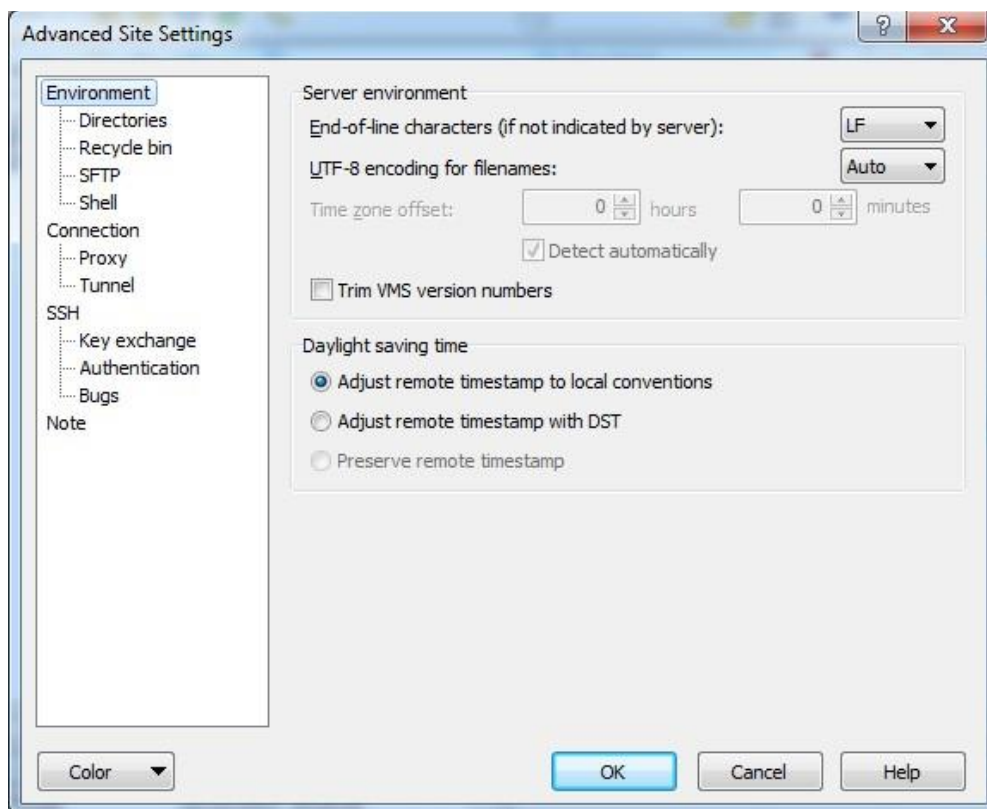 Advanced Site Settings
Environment
Directories
Recycle bin
SFTP
Shell
Connection
Proxy
Tunnel
SSH
Key exchange
Authentication
Bugs
Note
Server environment
End-of-line characters (if not indicated by server): LF
UTF-8 encoding for filenames: Auto
Time zone offset: 0 hours 0 minutes
Detect automatically
Trim VMS version numbers
Daylight saving time
Adjust remote timestamp to local conventions
Adjust remote timestamp with DST
Preserve remote timestamp
Color OK Cancel Help